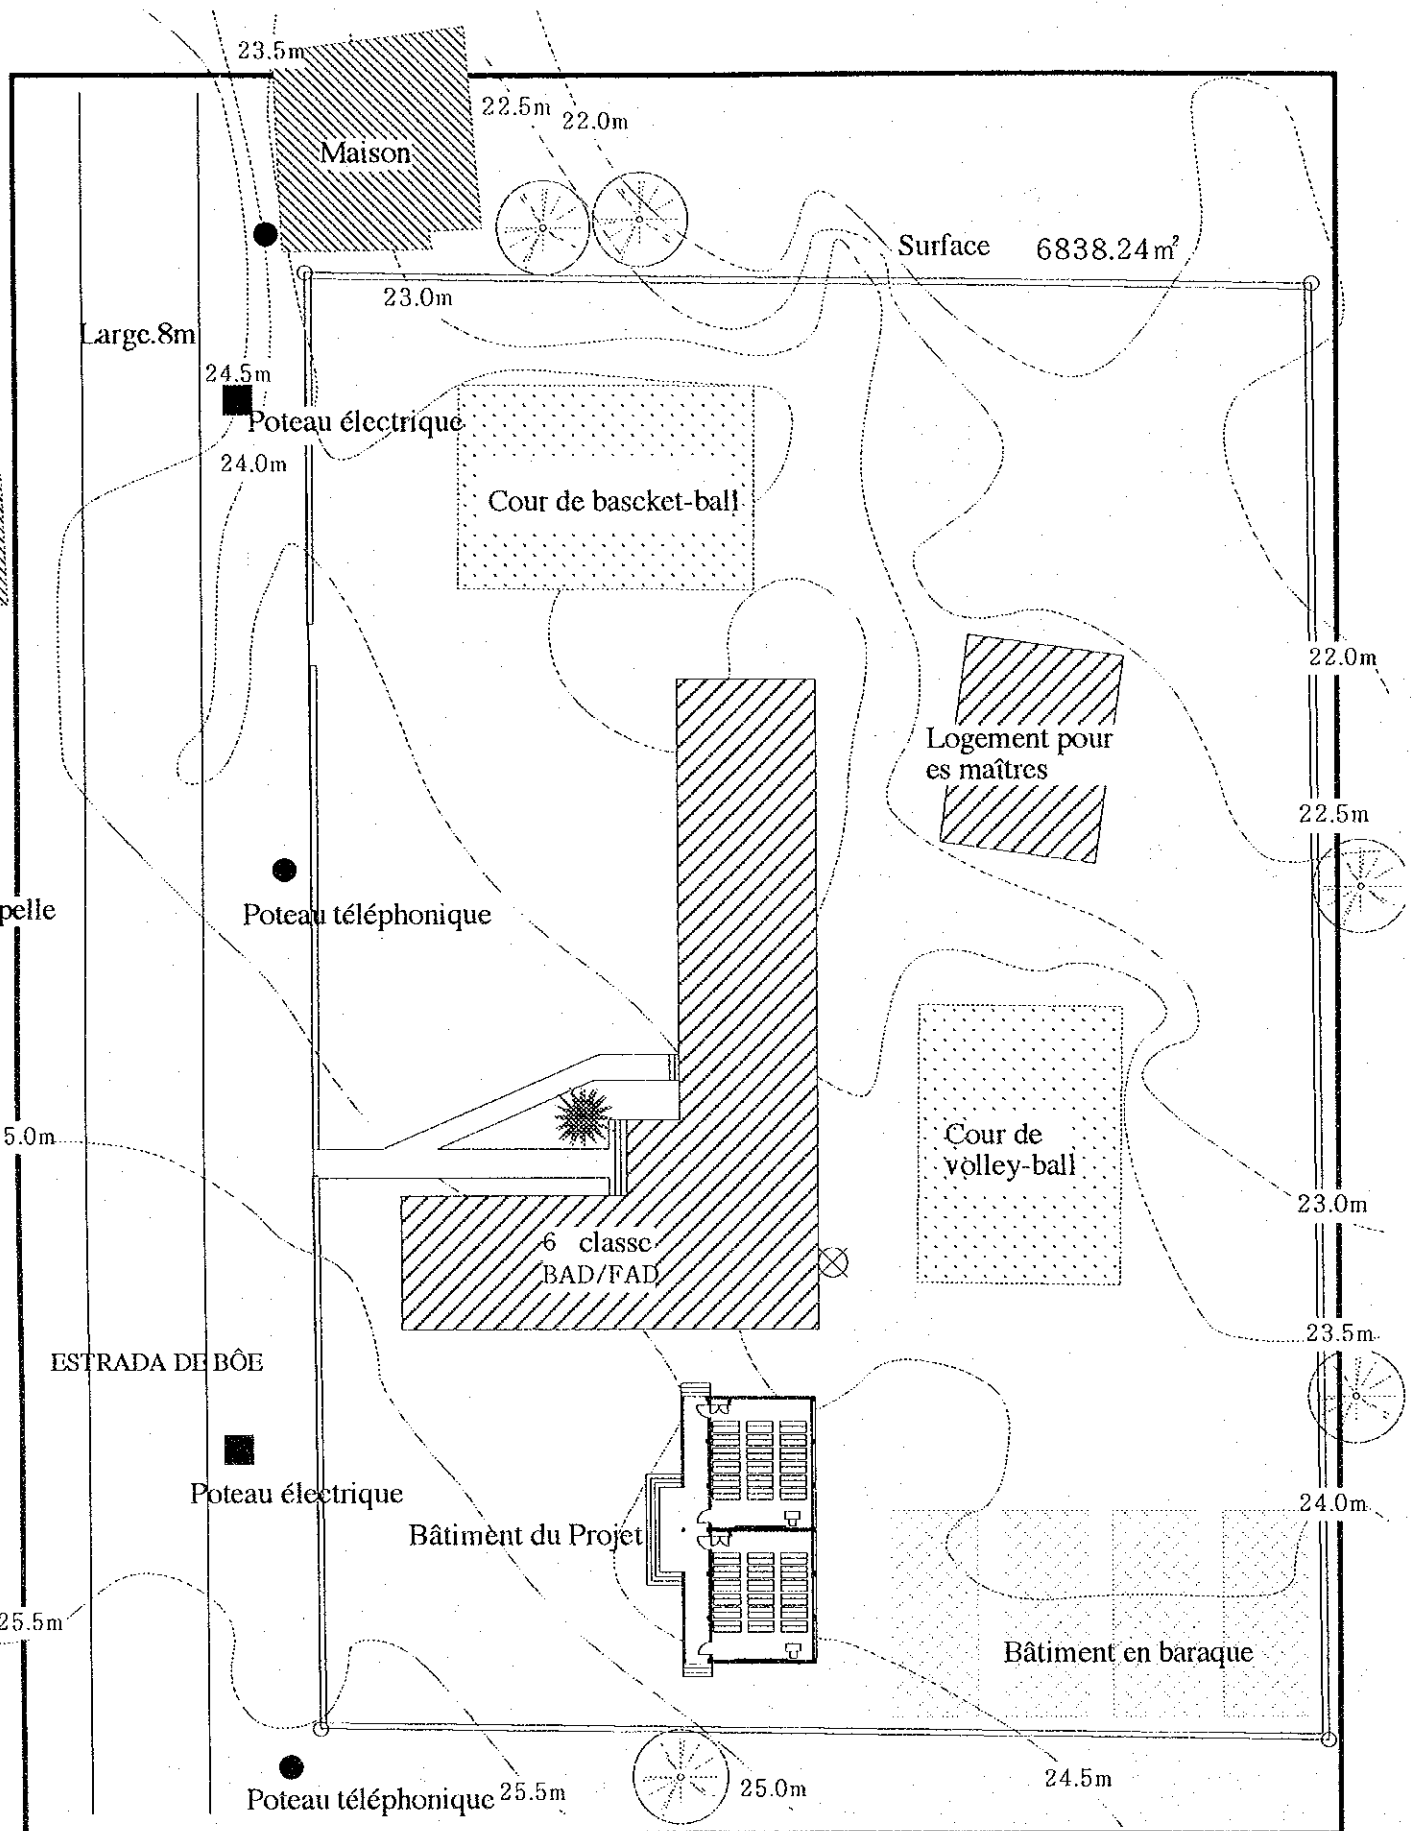 23.5m
22.5m
22.0m
Maison
Surface 6838.24m²
23.0m
Large.8m
24.5m
Poteau électrique
24.0m
Cour de bascket-ball
22.0m
Logement pour
es maîtres
22.5m
pelle
Poteau téléphonique
5.0m
Cour de
volley-ball
23.0m
6 classe
BAD/FAD
23.5m
ESTRADA DE BÔE
Poteau électrique
24.0m
Bâtiment du Projet
25.5m
Bâtiment en baraque
24.5m
25.0m
25.5m
Poteau téléphonique